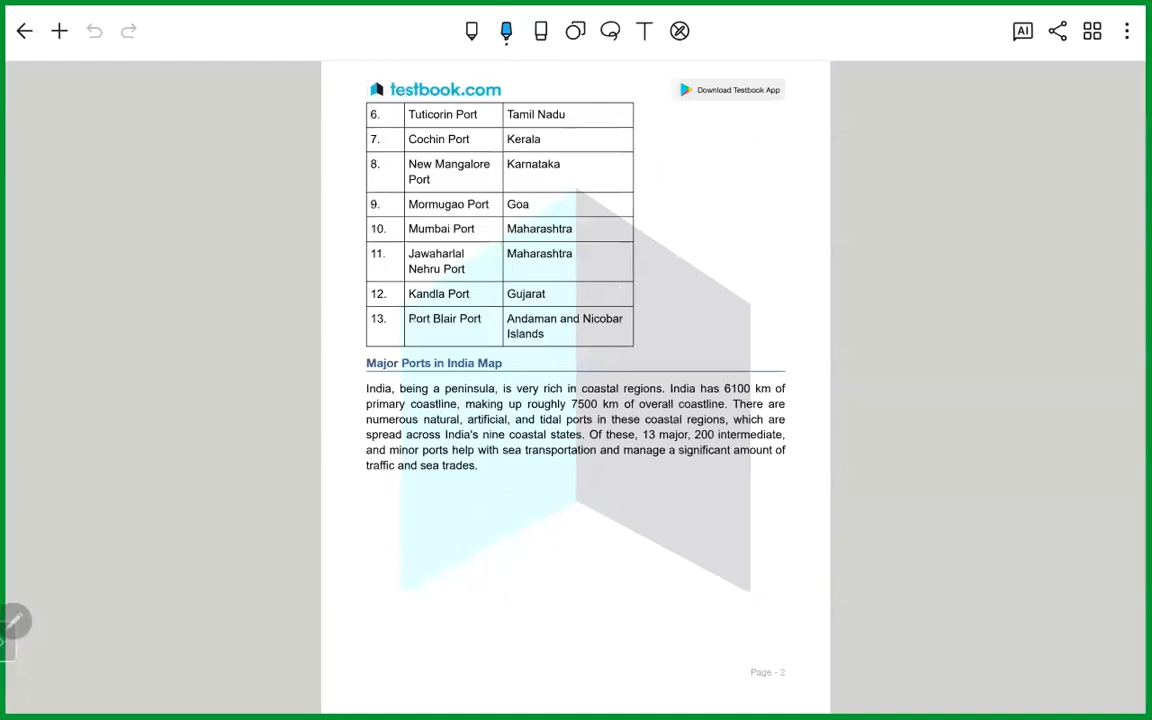 AI
testbook.com
Download Testbook App
6. Tuticorin Port Tamil Nadu
7. Cochin Port Kerala
8. New Mangalore Karnataka
Port
9. Mormugao Port Goa
10. Mumbai Port Maharashtra
11. Jawaharlal Maharashtra
Nehru Port
12. Kandla Port Gujarat
13. Port Blair Port Andaman and Nicobar
Islands
Major Ports in India Map
India, being a peninsula, is very rich in coastal regions. India has 6100 km of
primary coastline, making up roughly 7500 km of overall coastline. There are
numerous natural, artificial, and tidal ports in these coastal regions, which are
spread across India's nine coastal states. Of these, 13 major, 200 intermediate,
and minor ports help with sea transportation and manage a significant amount of
traffic and sea trades.
Page - 2